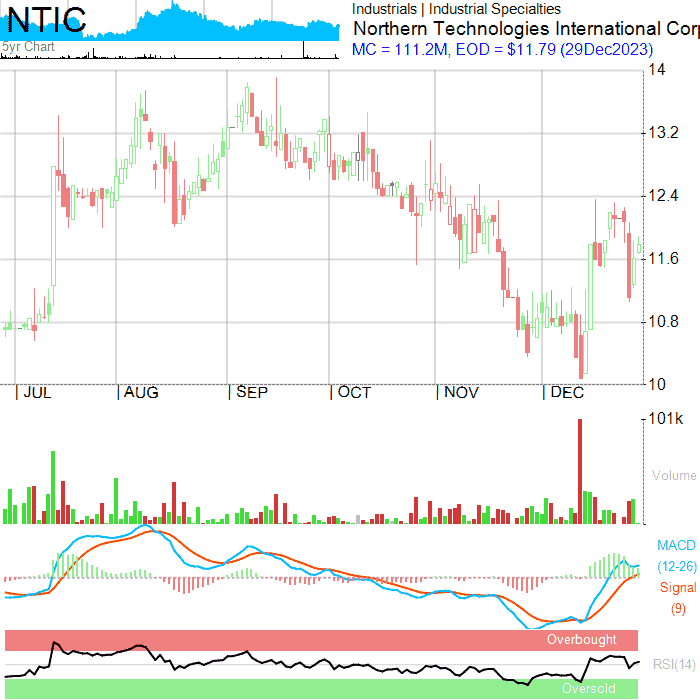 NTIC
5yr Chart
Industrials | Industrial Specialties
Northern Technologies International Corp
MC = 111.2M, EOD = $11.79 (29Dec2023)
14
13.2
12.4
11.6
10.8
10
JUL AUG SEP OCT NOV DEC
101k
Volume
MACD
(12-26)
Signal
(9)
Overbought
RSI(14)
Oversold